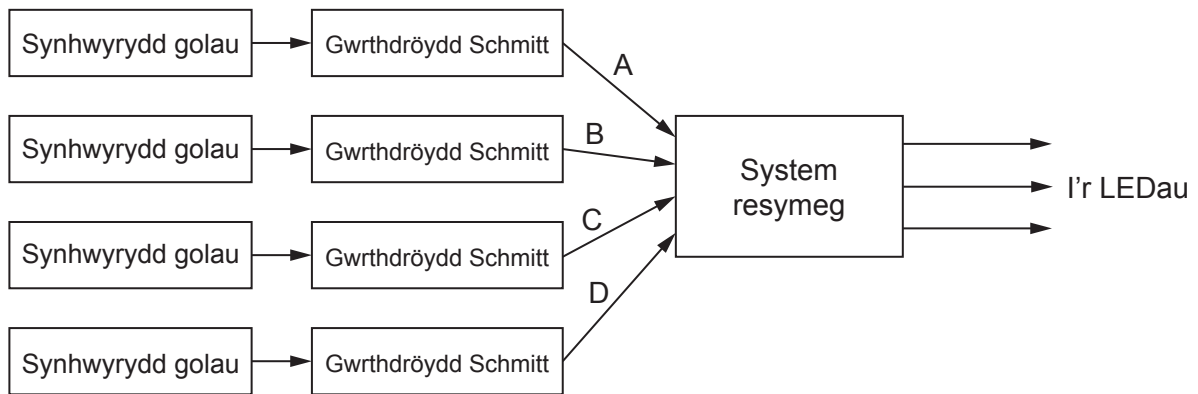 Synhwyrydd golau
Gwrthdröydd Schmitt
A
Synhwyrydd golau
Gwrthdröydd Schmitt
B
Synhwyrydd golau
Gwrthdröydd Schmitt
C
Synhwyrydd golau
Gwrthdröydd Schmitt
D
System
resymeg
I'r LEDau